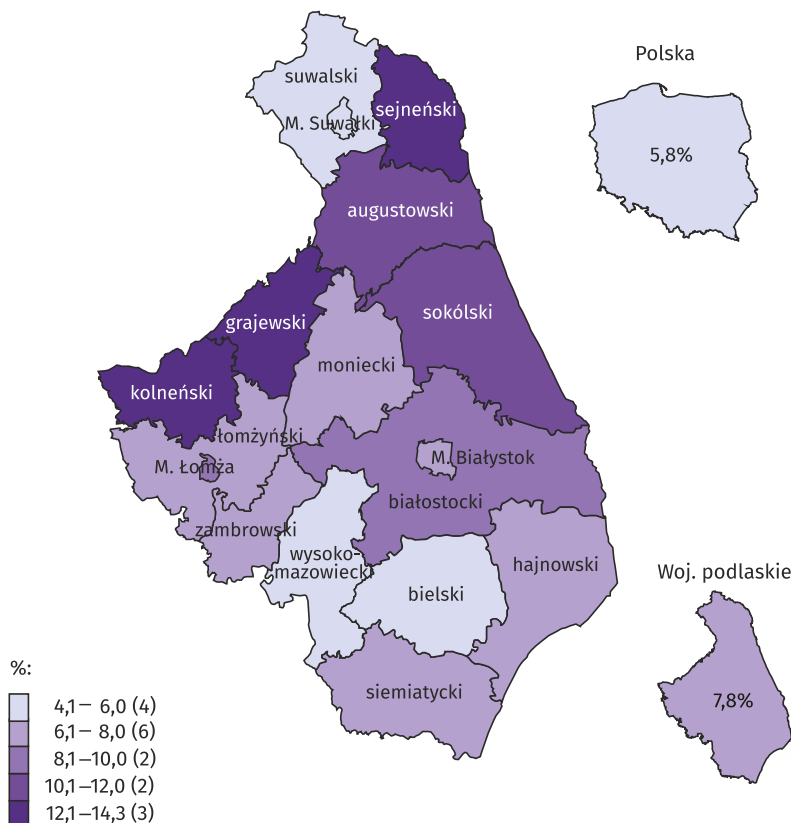 Polska
suwalski
sejneński
M. Suwałki
5,8%
augustowski
sokólski
grajewski
moniecki
kolneński
łomżyński
M. Białystok
M. Łomża
białostocki
zambrowski
wysoko-
mazowiecki
hajnowski
Woj. podlaskie
bielski
%:
siemiatycki
7,8%
4,1– 6,0 (4)
6,1– 8,0 (6)
8,1–10,0 (2)
10,1–12,0 (2)
12,1–14,3 (3)